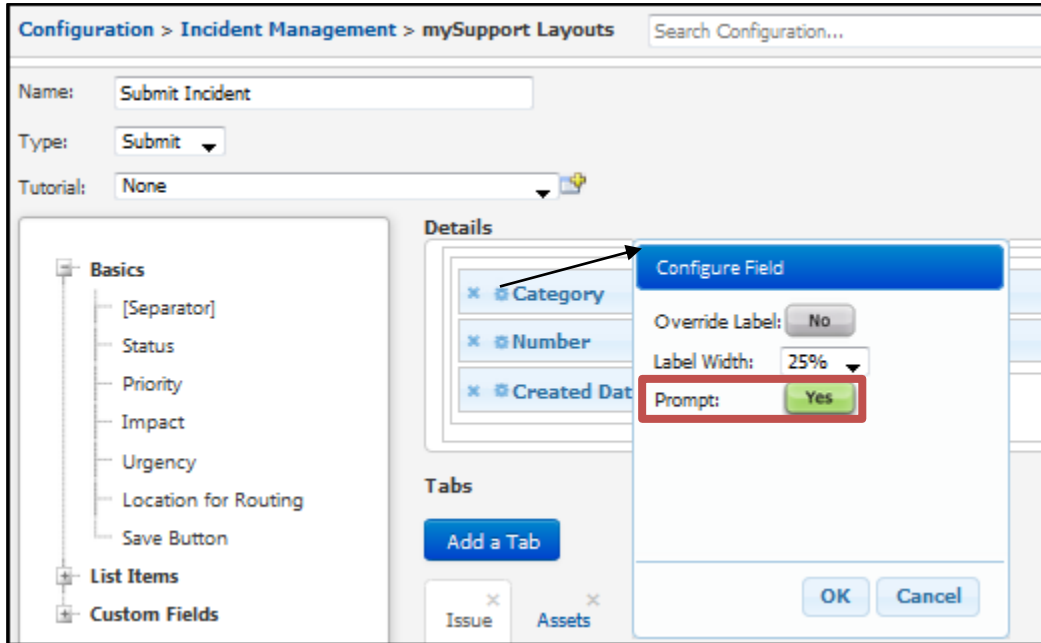 Configuration > Incident Management > mySupport Layouts
Search Configuration...
Name: Submit Incident
Type: Submit
Tutorial: None
Basics
[Separator]
Status
Priority
Impact
Urgency
Location for Routing
Save Button
List Items
Custom Fields
Details
Category
Number
Created Dat
Configure Field
Override Label: No
Label Width: 25%
Prompt: Yes
OK Cancel
Tabs
Add a Tab
Issue Assets